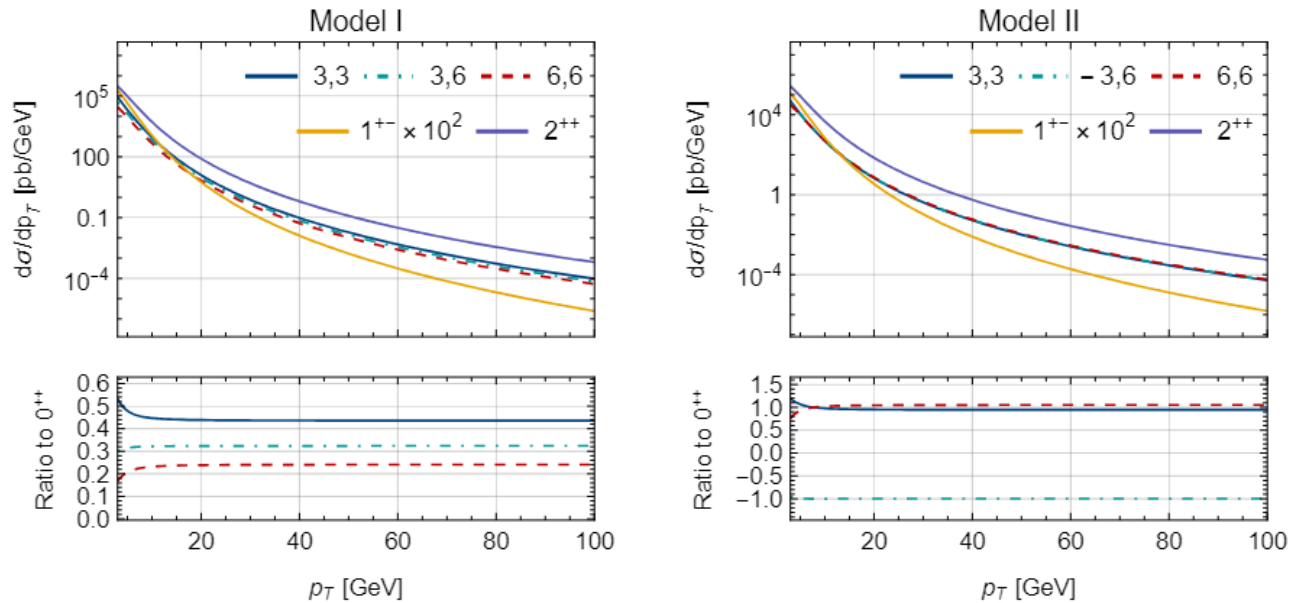 Model I
3,3 3,6 6,6
1⁺⁻ × 10² 2⁺⁺
dσ/dp_T [pb/GeV]
10⁵
100
0.1
10⁻⁴
Ratio to 0⁺⁺
0.6
0.5
0.4
0.3
0.2
0.1
0.0
20 40 60 80 100
p_T [GeV]
Model II
3,3 − 3,6 6,6
1⁺⁻ × 10² 2⁺⁺
dσ/dp_T [pb/GeV]
10⁴
1
10⁻⁴
Ratio to 0⁺⁺
1.5
1.0
0.5
0.0
−0.5
−1.0
20 40 60 80 100
p_T [GeV]